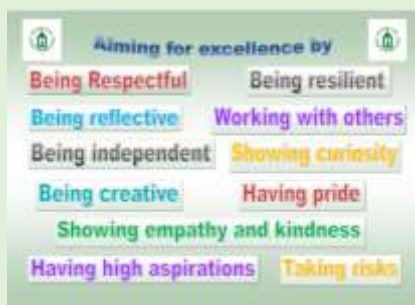 Aiming for excellence by
Being Respectful Being resilient
Being reflective Working with others
Being independent Showing curiosity
Being creative Having pride
Showing empathy and kindness
Having high aspirations Taking risks